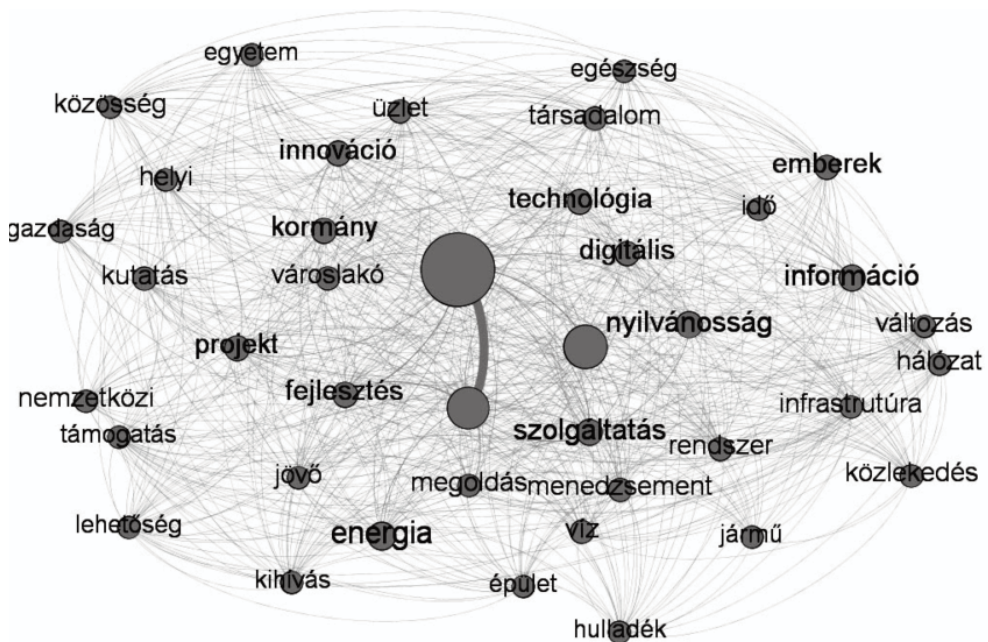 egyetem
egészség
közösség
üzlet
társadalom
innováció
emberek
helyi
technológia
idő
gazdaság
kormány
digitális
kutatás
városlakó
információ
nyilvánosság
változás
projekt
hálózat
nemzetközi
fejlesztés
infrastrutúra
támogatás
szolgáltatás
rendszer
jövő
megoldás
menedzsement
közlekedés
lehetőség
energia
víz
jármű
kihívás
épület
hulladék